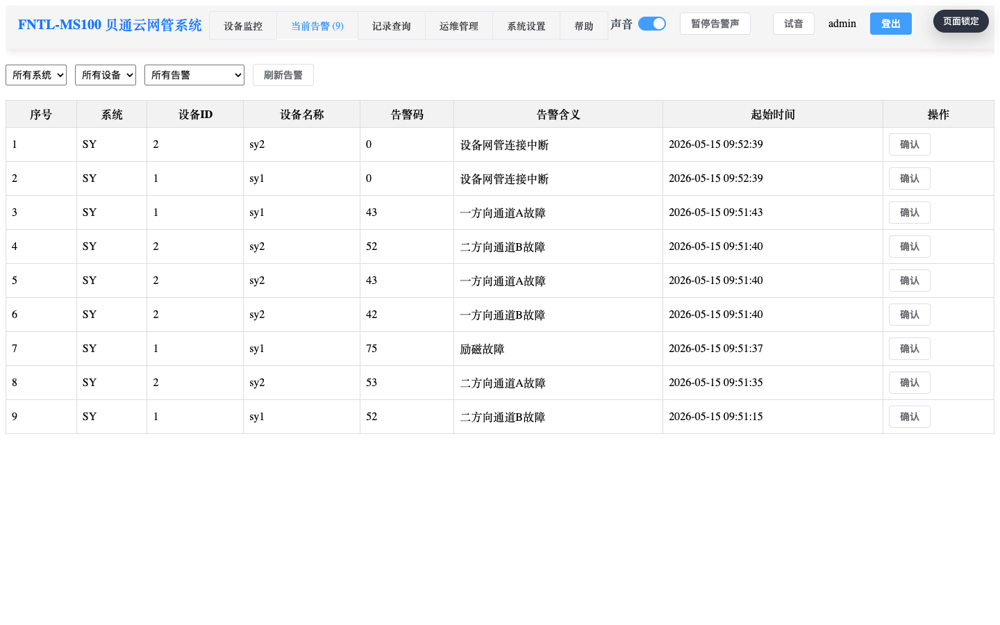 FNTL-MS100 贝通云网管系统 设备监控 当前告警 (9) 记录查询 运维管理 系统设置 帮助 声音 暂停告警声 试音 admin 登出 页面锁定
所有系统 所有设备 所有告警 刷新告警
序号 系统 设备ID 设备名称 告警码 告警含义 起始时间 操作
1 SY 2 sy2 0 设备网管连接中断 2026-05-15 09:52:39 确认
2 SY 1 sy1 0 设备网管连接中断 2026-05-15 09:52:39 确认
3 SY 1 sy1 43 一方向通道A故障 2026-05-15 09:51:43 确认
4 SY 2 sy2 52 二方向通道B故障 2026-05-15 09:51:40 确认
5 SY 2 sy2 43 一方向通道A故障 2026-05-15 09:51:40 确认
6 SY 2 sy2 42 一方向通道B故障 2026-05-15 09:51:40 确认
7 SY 1 sy1 75 励磁故障 2026-05-15 09:51:37 确认
8 SY 2 sy2 53 二方向通道A故障 2026-05-15 09:51:35 确认
9 SY 1 sy1 52 二方向通道B故障 2026-05-15 09:51:15 确认